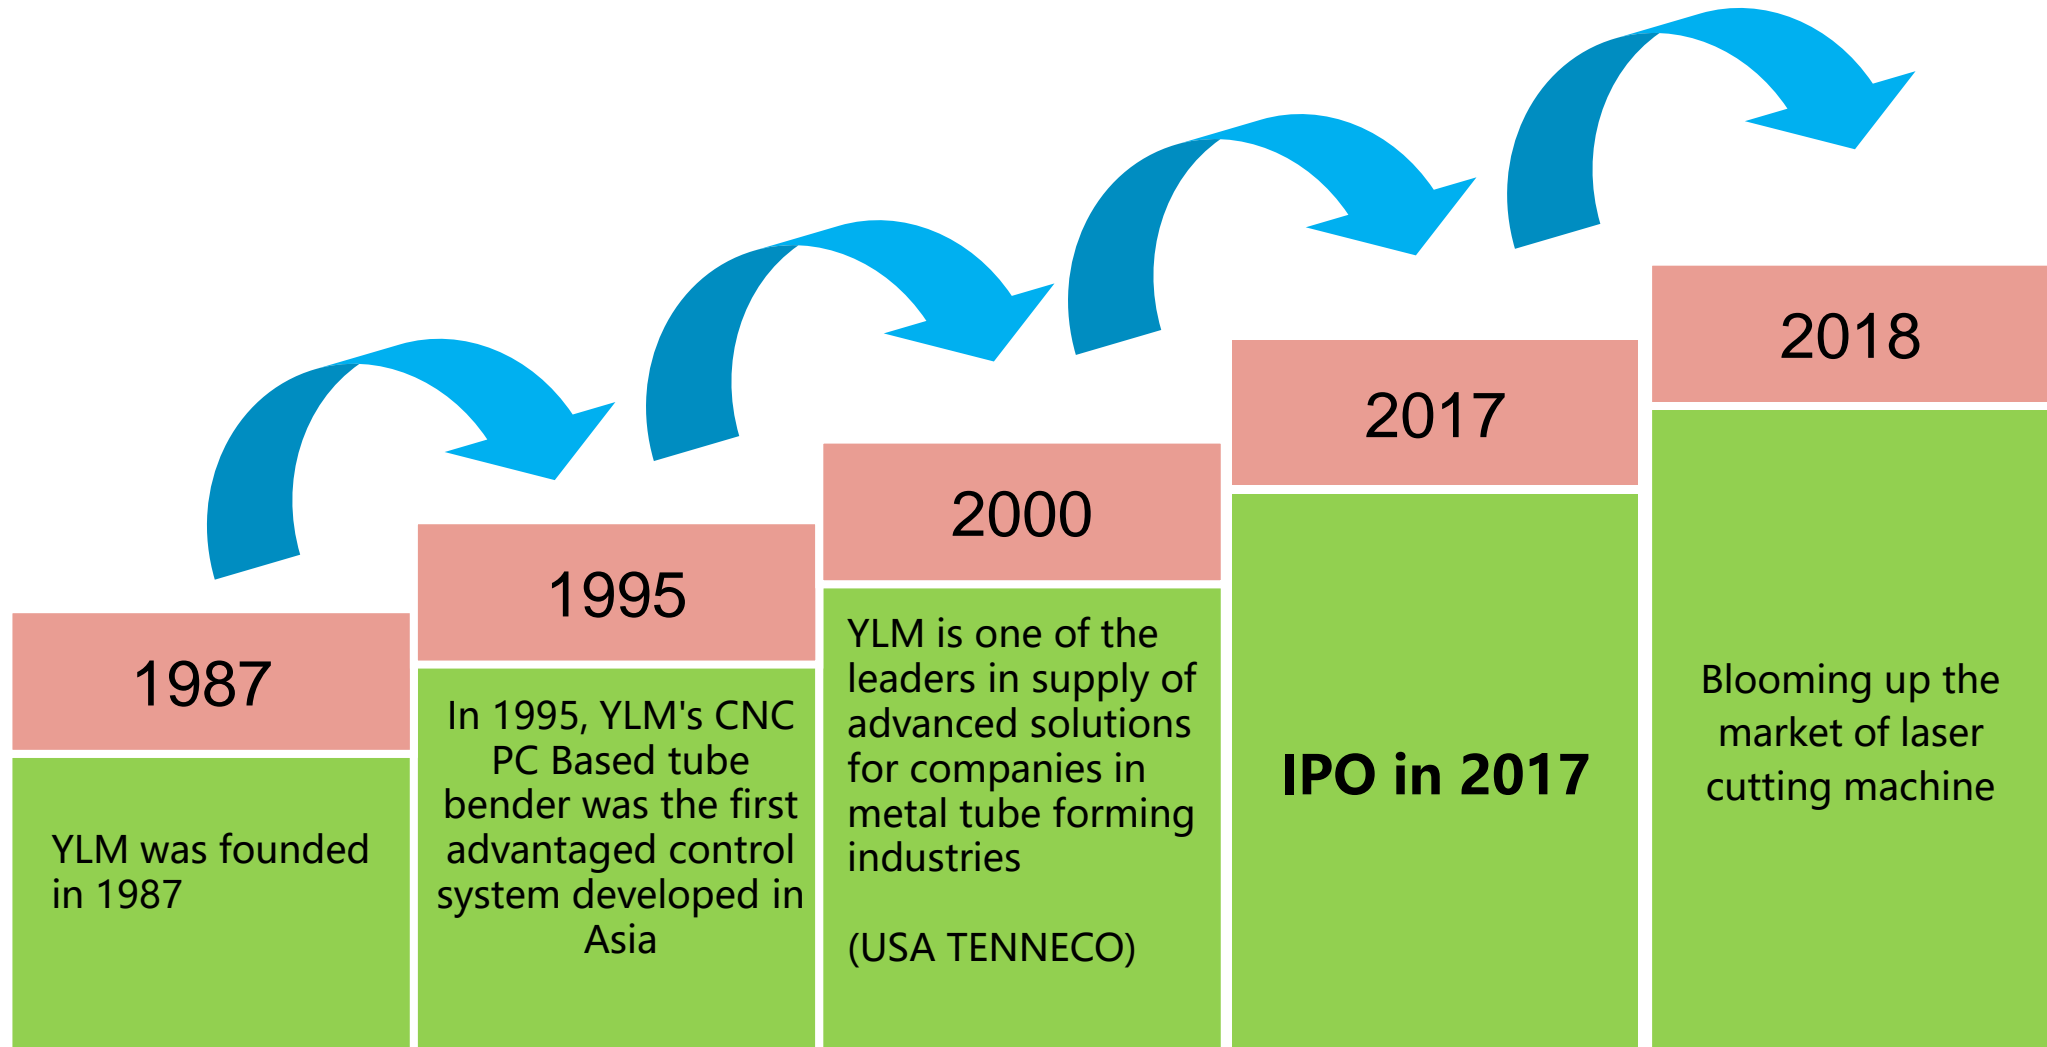 1987
YLM was founded
in 1987
1995
In 1995, YLM's CNC
PC Based tube
bender was the first
advantaged control
system developed in
Asia
2000
YLM is one of the
leaders in supply of
advanced solutions
for companies in
metal tube forming
industries
(USA TENNECO)
2017
IPO in 2017
2018
Blooming up the
market of laser
cutting machine